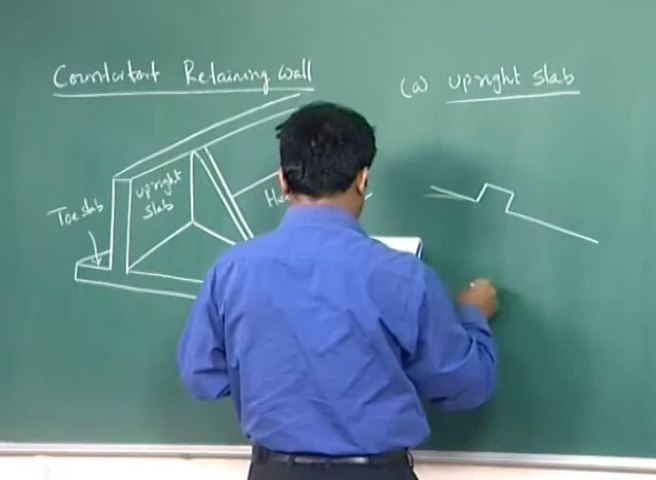 Counterfort Retaining wall
(a) upright slab
upright
slab
Toe slab